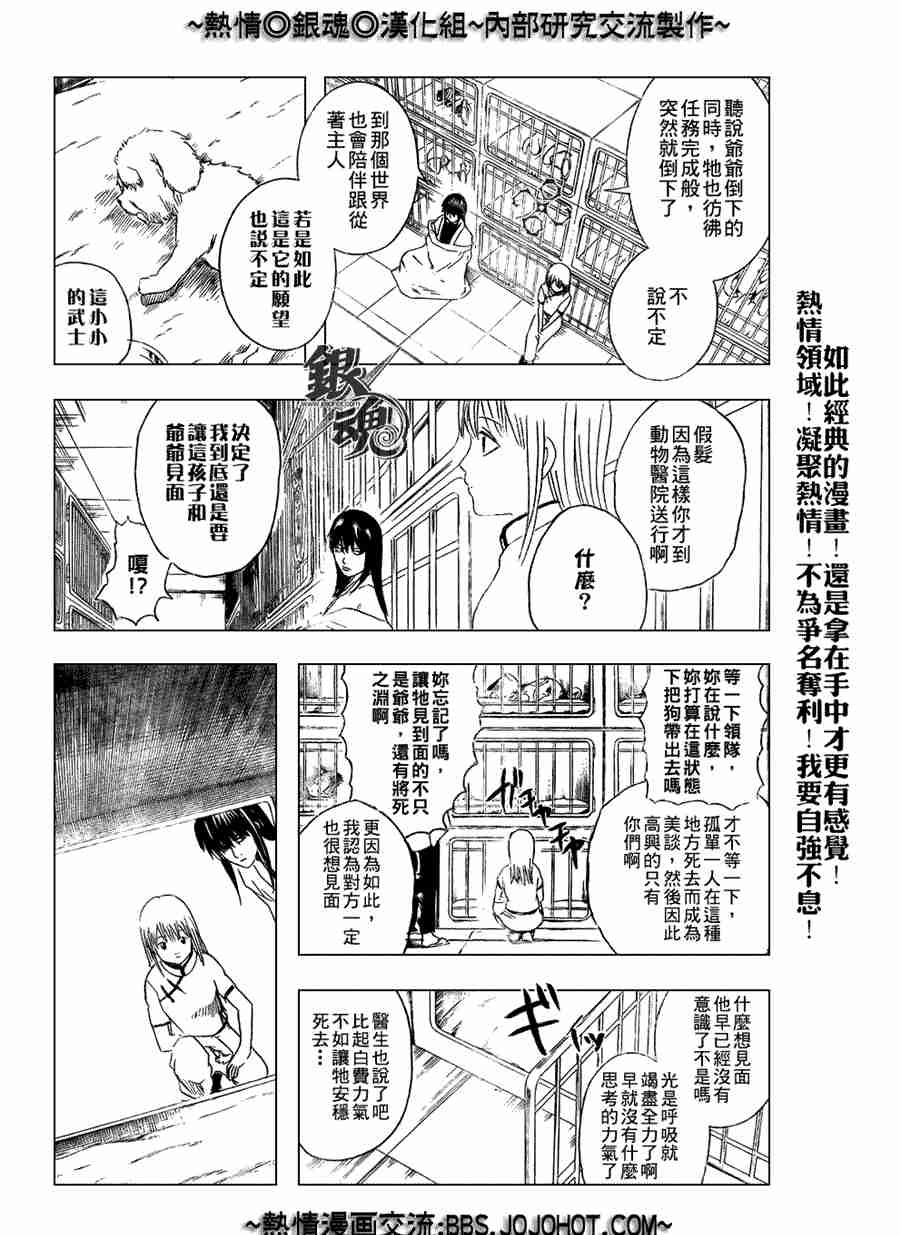 ~熱情◎銀魂◎漢化組~內部研究交流製作~
聽說爺爺倒下的
同時，牠也彷彿
任務完成般，
突然就倒下了
不
說不定
到那個世界
也會陪伴跟從
著主人
若是如此
這是它的願望
也說不定
這小小
的武士
銀魂
www.jojohot.com
假髮
因為這樣你才到
動物醫院送行啊
什麼？
決定了
我到底還是要
讓這孩子和
爺爺見面
嗄
!?
等一下領隊，
妳在說什麼，
妳打算在這狀態
下把狗帶出去嗎
妳忘記了嗎，
讓牠見到面的不只
是爺爺，還有將死
之淵啊，
才不等一下，
孤單一人在這種
地方死去而成為
美談，然後因此
高興的只有
你們啊
更因為如此，
我認為對方一定
也很想見面
ガチャガチャ
什麼想見面
他早已經沒有
意識了不是嗎
光是呼吸就
竭盡全力了啊
早就沒有什麼
思考的力氣了
醫生也說了吧
比起白費力氣
不如讓牠安穩
死去…
如此經典的漫畫！還是拿在手中才更有感覺！
熱情領域！凝聚熱情！不為爭名奪利！我要自強不息！
~熱情漫画交流:BBS.JOJOHOT.COM~